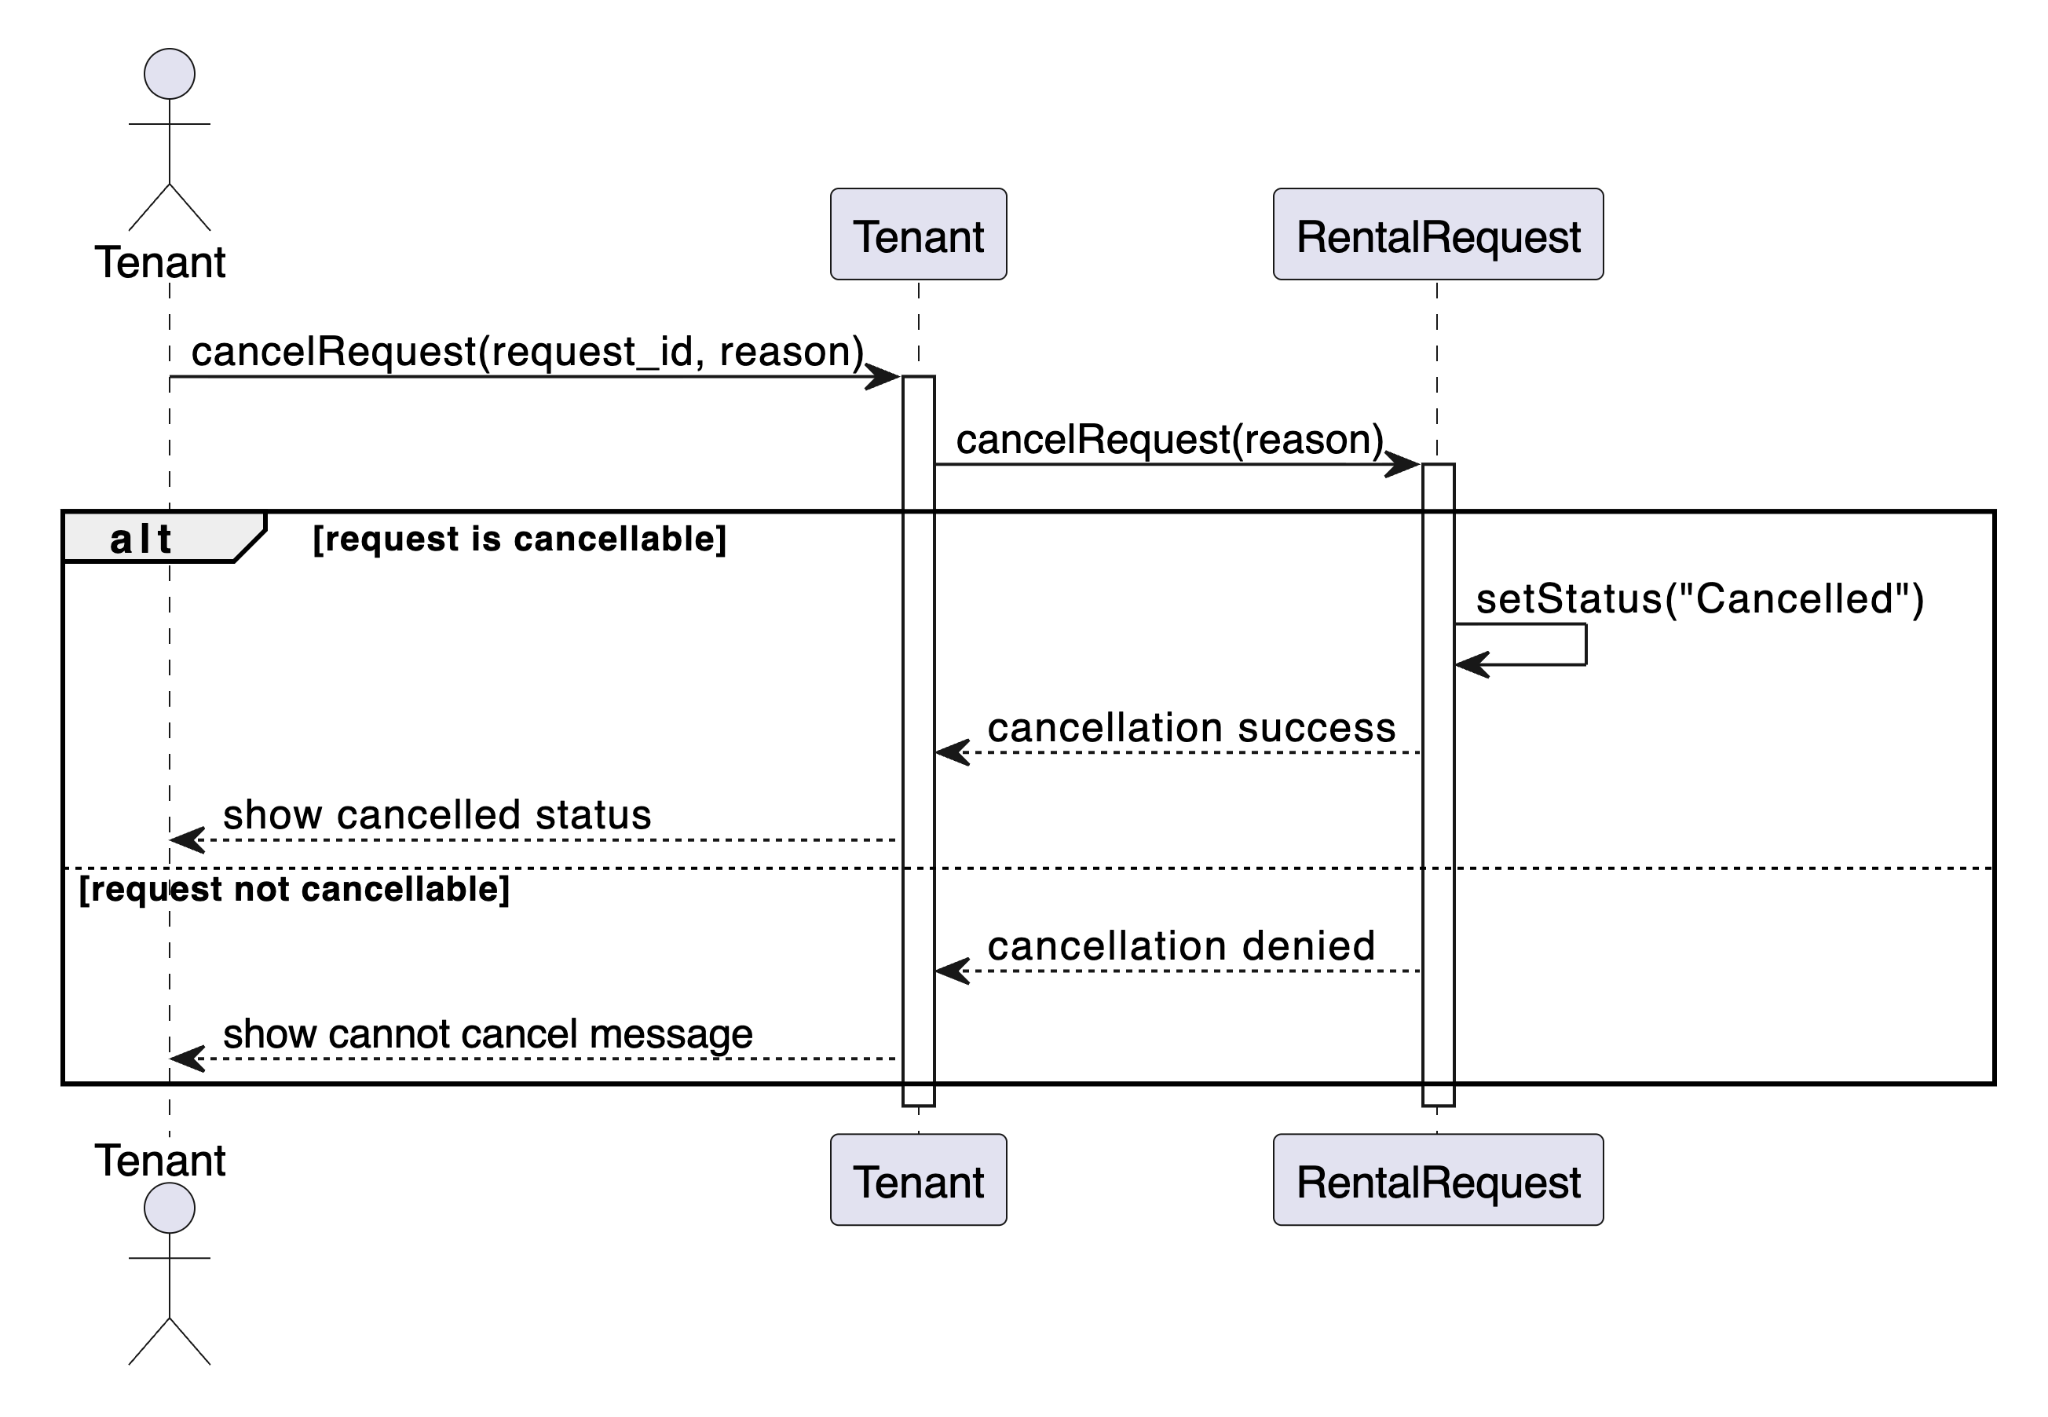 Tenant
Tenant
RentalRequest
cancelRequest(request_id, reason)
cancelRequest(reason)
alt
[request is cancellable]
setStatus("Cancelled")
cancellation success
show cancelled status
[request not cancellable]
cancellation denied
show cannot cancel message
Tenant
Tenant
RentalRequest